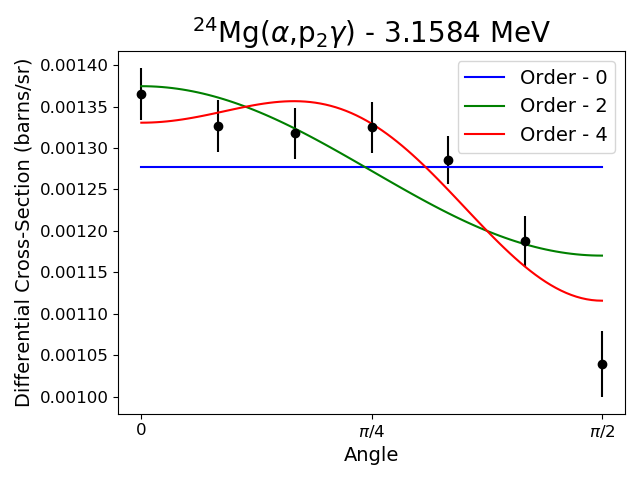 ²⁴Mg(α,p₂γ) - 3.1584 MeV
Differential Cross-Section (barns/sr)
0.00140
0.00135
0.00130
0.00125
0.00120
0.00115
0.00110
0.00105
0.00100
Order - 0
Order - 2
Order - 4
0
π/4
π/2
Angle